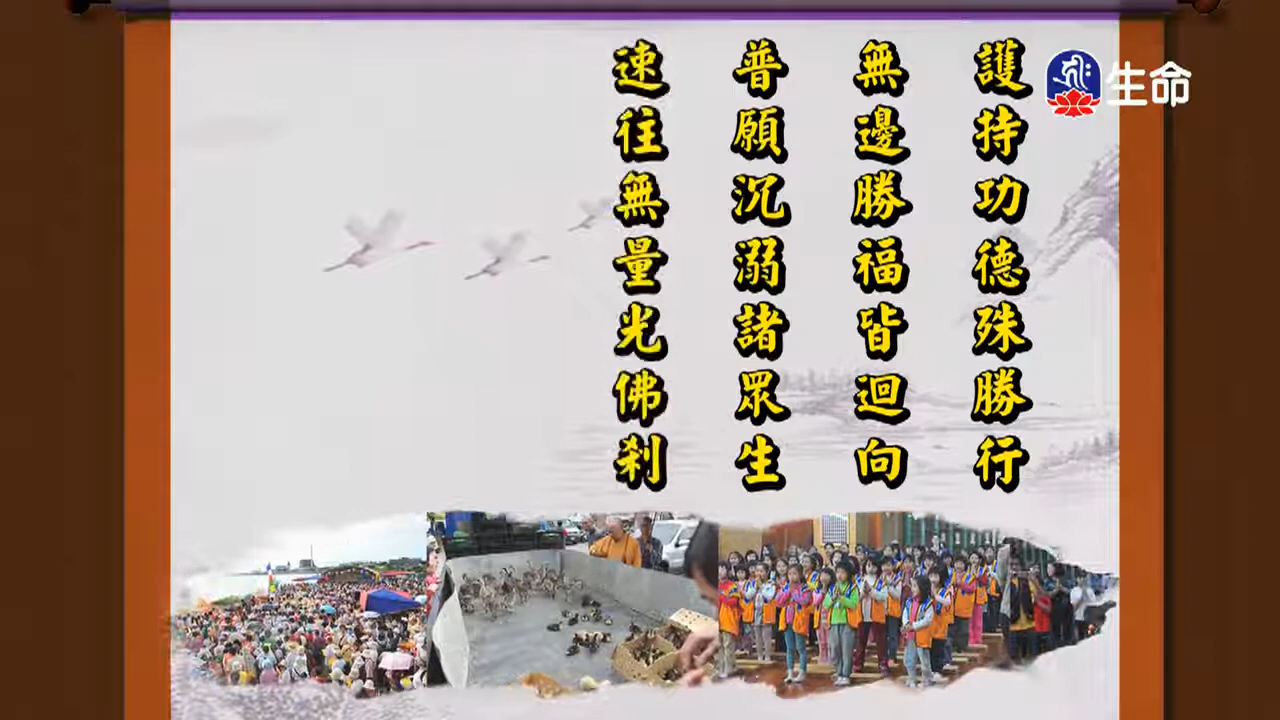 護持功德殊勝行
無邊勝福皆迴向
普願沉溺諸眾生
速往無量光佛剎
生命